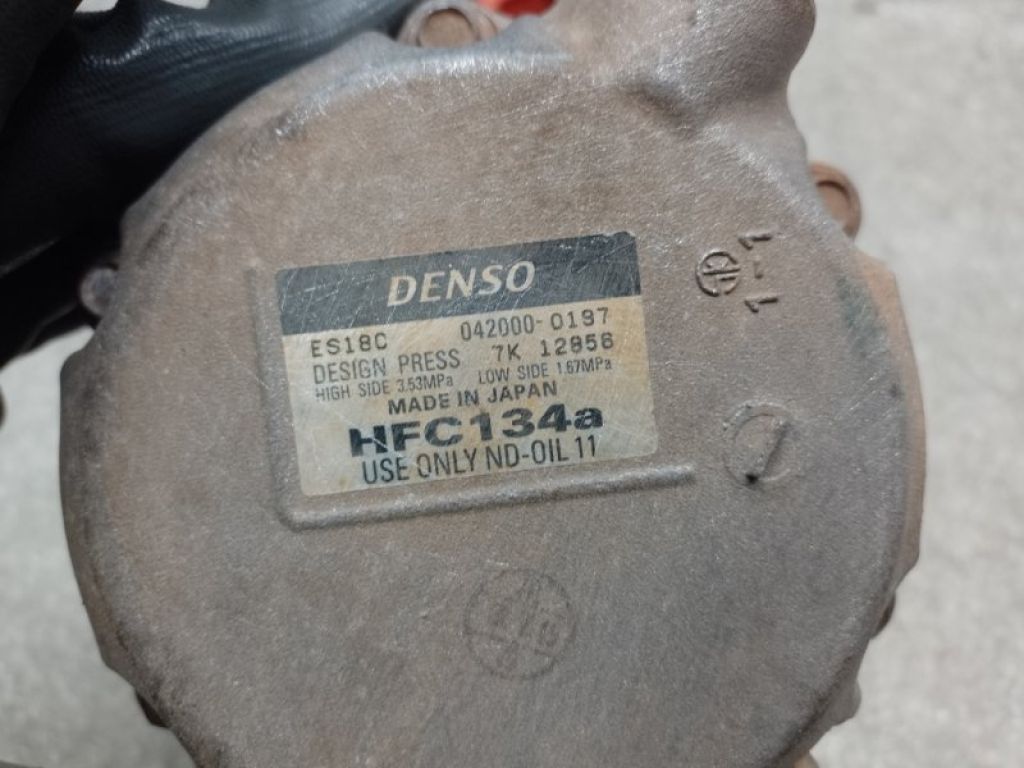 DENSO
ES18C 042000-0197
DESIGN PRESS 7K 12856
HIGH SIDE 3.53MPa LOW SIDE 1.67MPa
MADE IN JAPAN
HFC134a
USE ONLY ND-OIL 11
1-1